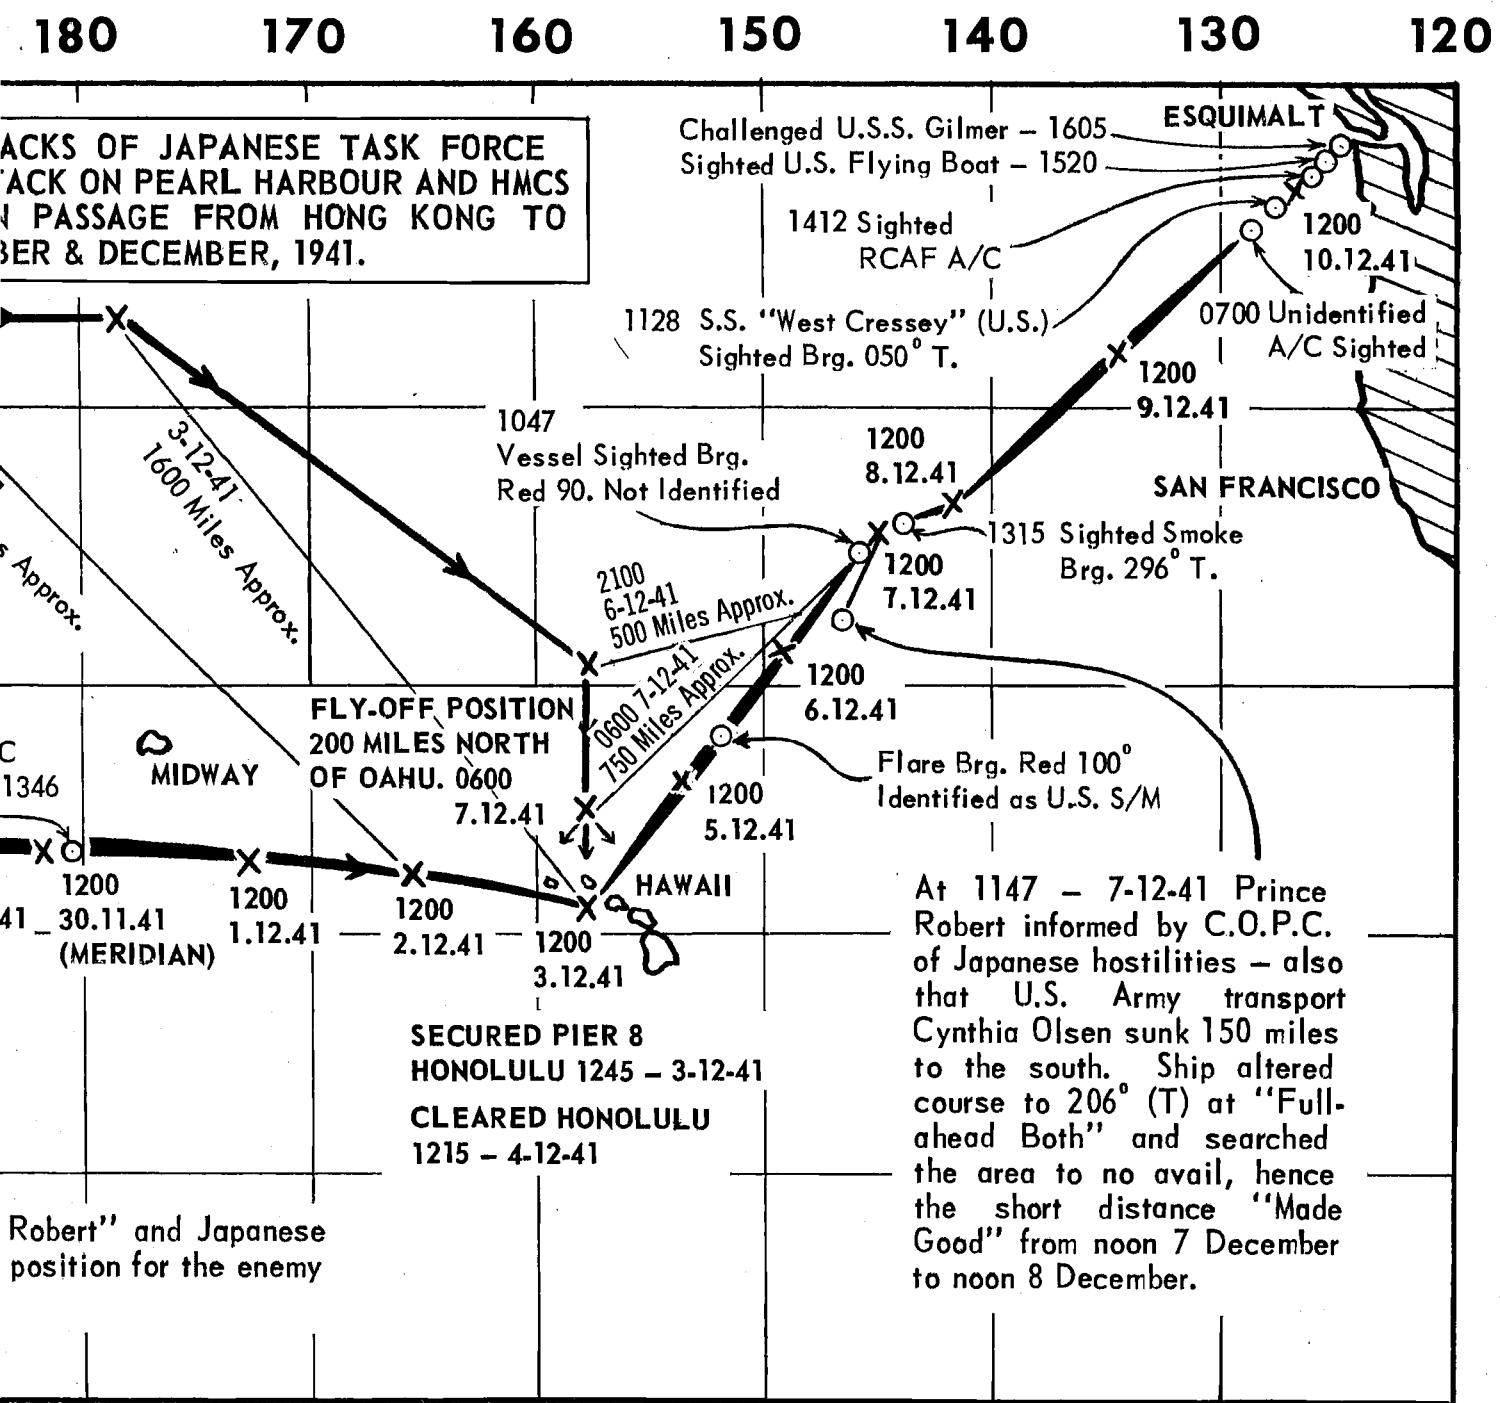 180 170 160 150 140 130 120
ACKS OF JAPANESE TASK FORCE
TACK ON PEARL HARBOUR AND HMCS
N PASSAGE FROM HONG KONG TO
BER & DECEMBER, 1941.
Challenged U.S.S. Gilmer – 1605
Sighted U.S. Flying Boat – 1520
ESQUIMALT
1412 Sighted
RCAF A/C
1200
10.12.41
1128 S.S. "West Cressey" (U.S.)
Sighted Brg. 050° T.
0700 Unidentified
A/C Sighted
1200
9.12.41
1047
Vessel Sighted Brg.
Red 90. Not Identified
1200
8.12.41
SAN FRANCISCO
1315 Sighted Smoke
Brg. 296° T.
1200
7.12.41
3-12-41
1600 Miles Approx.
s Approx.
2100
6-12-41
500 Miles Approx.
0600 7-12-41
750 Miles Approx.
1200
6.12.41
FLY-OFF POSITION
200 MILES NORTH
OF OAHU. 0600
7.12.41
C
1346
MIDWAY
Flare Brg. Red 100°
Identified as U.S. S/M
1200
5.12.41
HAWAII
41
1200
30.11.41
(MERIDIAN)
1200
1.12.41
1200
2.12.41
1200
3.12.41
SECURED PIER 8
HONOLULU 1245 – 3-12-41
CLEARED HONOLULU
1215 – 4-12-41
At 1147 – 7-12-41 Prince
Robert informed by C.O.P.C.
of Japanese hostilities – also
that U.S. Army transport
Cynthia Olsen sunk 150 miles
to the south. Ship altered
course to 206° (T) at "Full-
ahead Both" and searched
the area to no avail, hence
the short distance "Made
Good" from noon 7 December
to noon 8 December.
Robert" and Japanese
position for the enemy